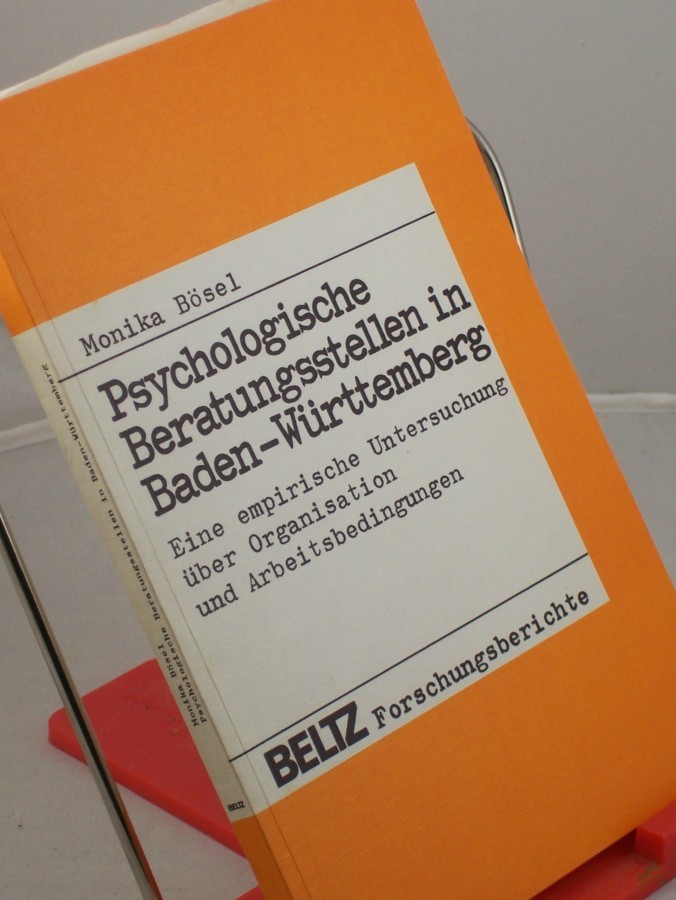 Monika Bösel
Psychologische
Beratungsstellen in
Baden-Württemberg
Eine empirische Untersuchung
über Organisation
und Arbeitsbedingungen
BELTZ Forschungsberichte
Monika Bösel
Psychologische Beratungsstellen in Baden-Württemberg
BELTZ